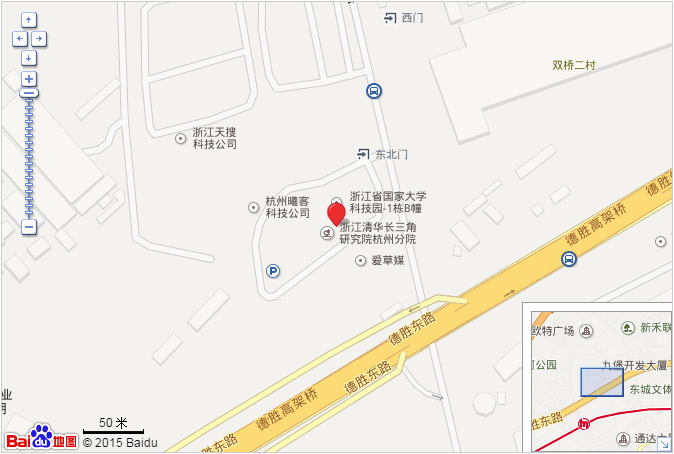 西门
双桥二村
浙江天搜
科技公司
东北门
浙江省国家大学
科技园-1栋B幢
杭州曦客
科技公司
浙江清华长三角
研究院杭州分院
爱草媒
P
德胜高架桥
德胜高架桥
德胜东路
德胜东路
德胜高架桥
德胜东路
欧特广场
新禾联
公园
九堡开发大厦
东城文体
胜东路
通达大
业
50 米
Bai du 地图
© 2015 Baidu